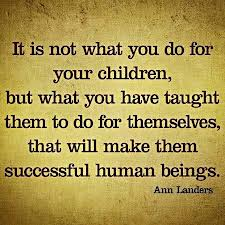 It is not what you do for
your children,
but what you have taught
them to do for themselves,
that will make them
successful human beings.
Ann Landers